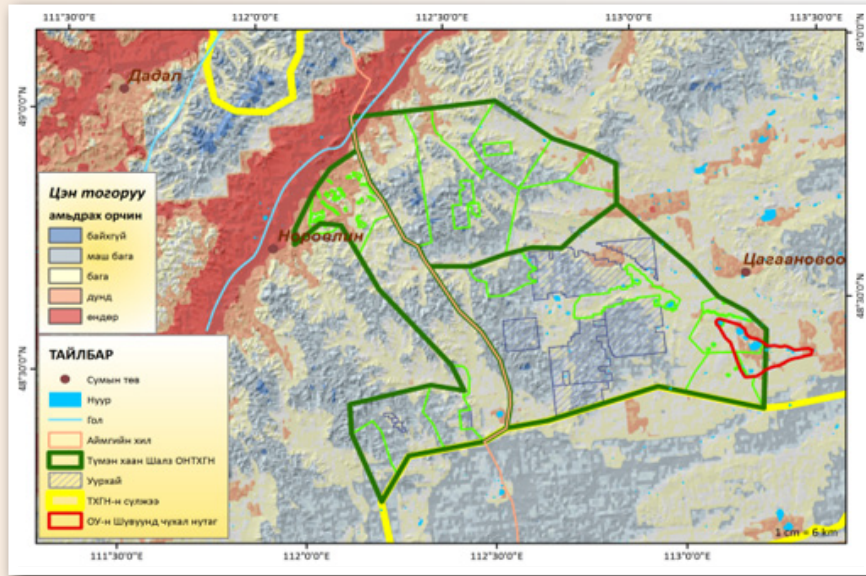 111°30'0"E
112°0'0"E
112°30'0"E
113°0'0"E
113°30'0"E
49°0'0"N
49°0'0"N
Дадал
Норовлин
Цагаановоо
Цэн тогоруу
амьдрах орчин
байхгүй
маш бага
бага
дунд
өндөр
48°30'0"N
48°30'0"N
ТАЙЛБАР
Сумын төв
Нуур
Гол
Аймгийн хил
Түмэн хаан Шалз ОНТХГН
Уурхай
ТХГН-н сүлжээ
ОУ-н Шувуунд чухал нутаг
1 cm = 6 km
111°30'0"E
112°0'0"E
112°30'0"E
113°0'0"E